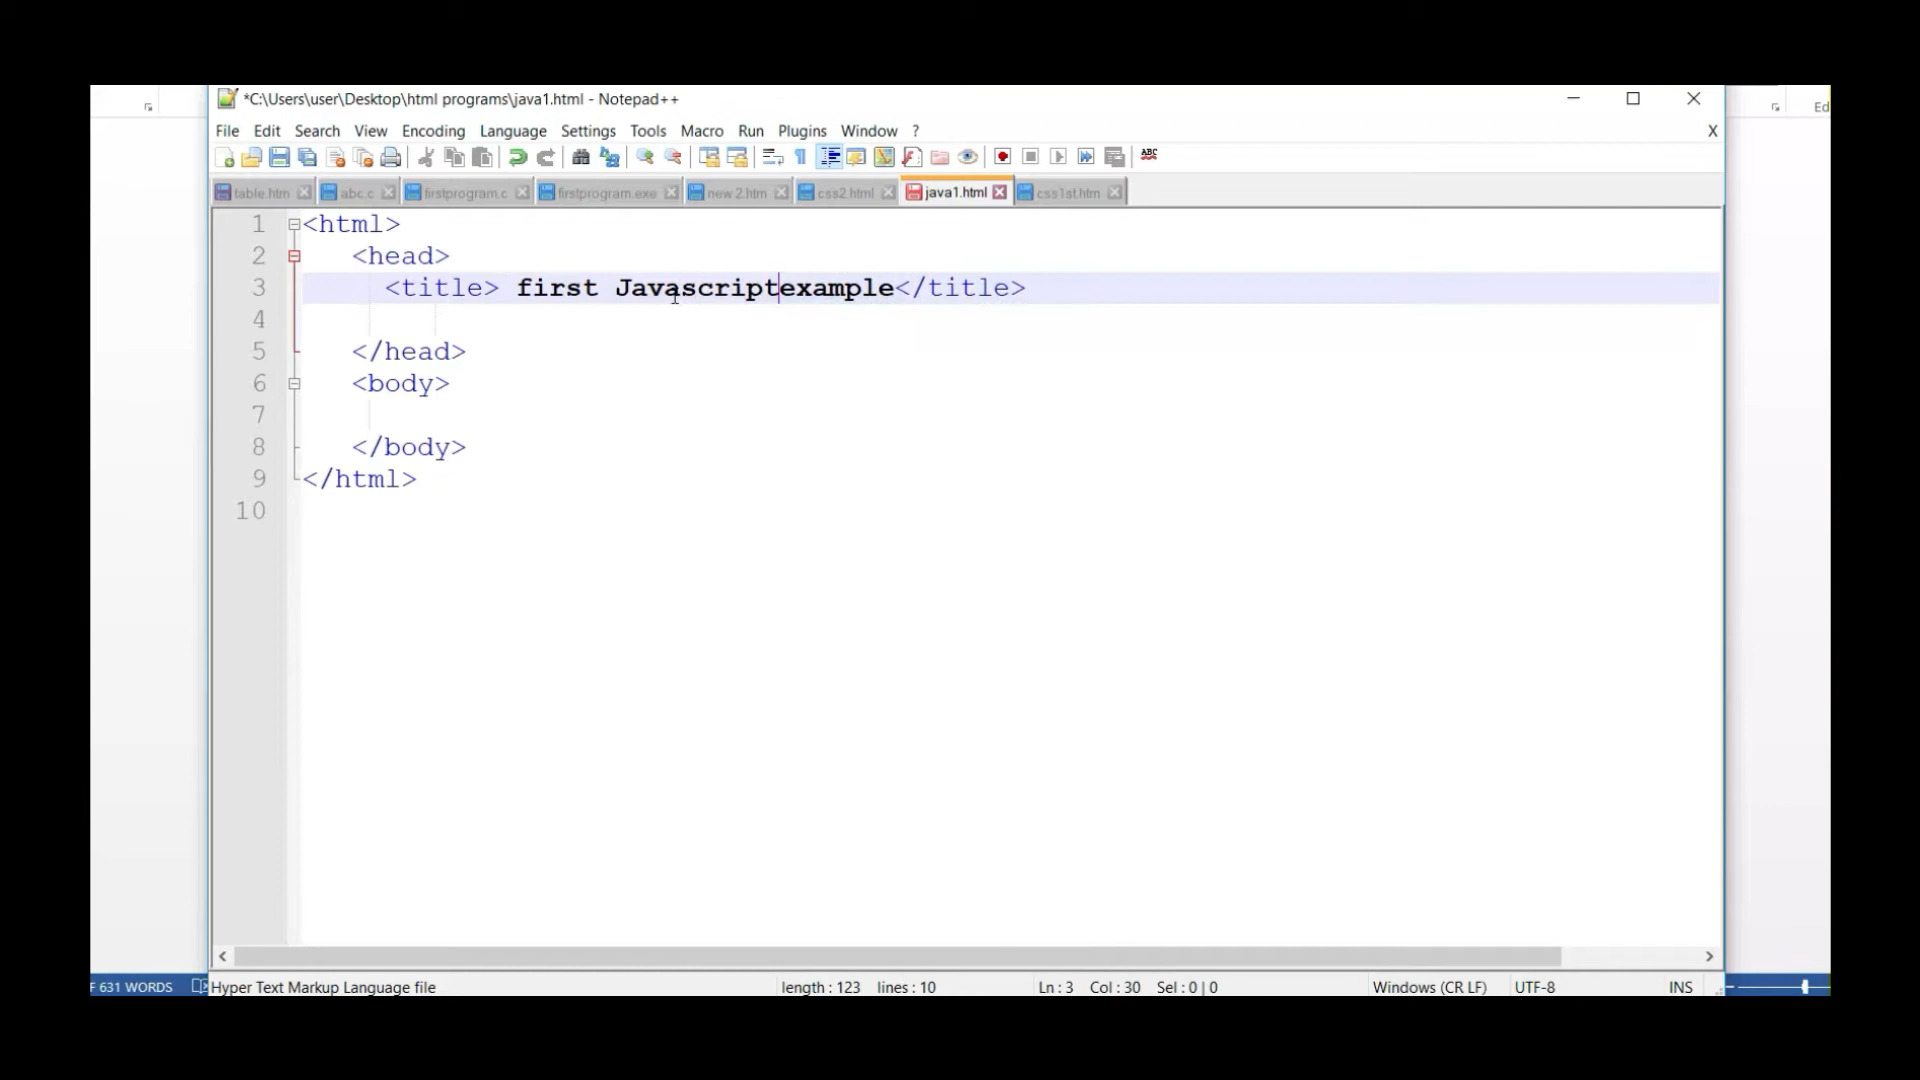 *C:\Users\user\Desktop\html programs\java1.html - Notepad++
Ed
File Edit Search View Encoding Language Settings Tools Macro Run Plugins Window ? X
ABC
table.htm abc.c firstprogram.c firstprogram.exe new 2.htm css2.html java1.html css1st.htm
1 <html>
2 <head>
3 <title> first Javascriptexample</title>
4
5 </head>
6 <body>
7
8 </body>
9 </html>
10
F 631 WORDS Hyper Text Markup Language file length : 123 lines : 10 Ln : 3 Col : 30 Sel : 0 | 0 Windows (CR LF) UTF-8 INS